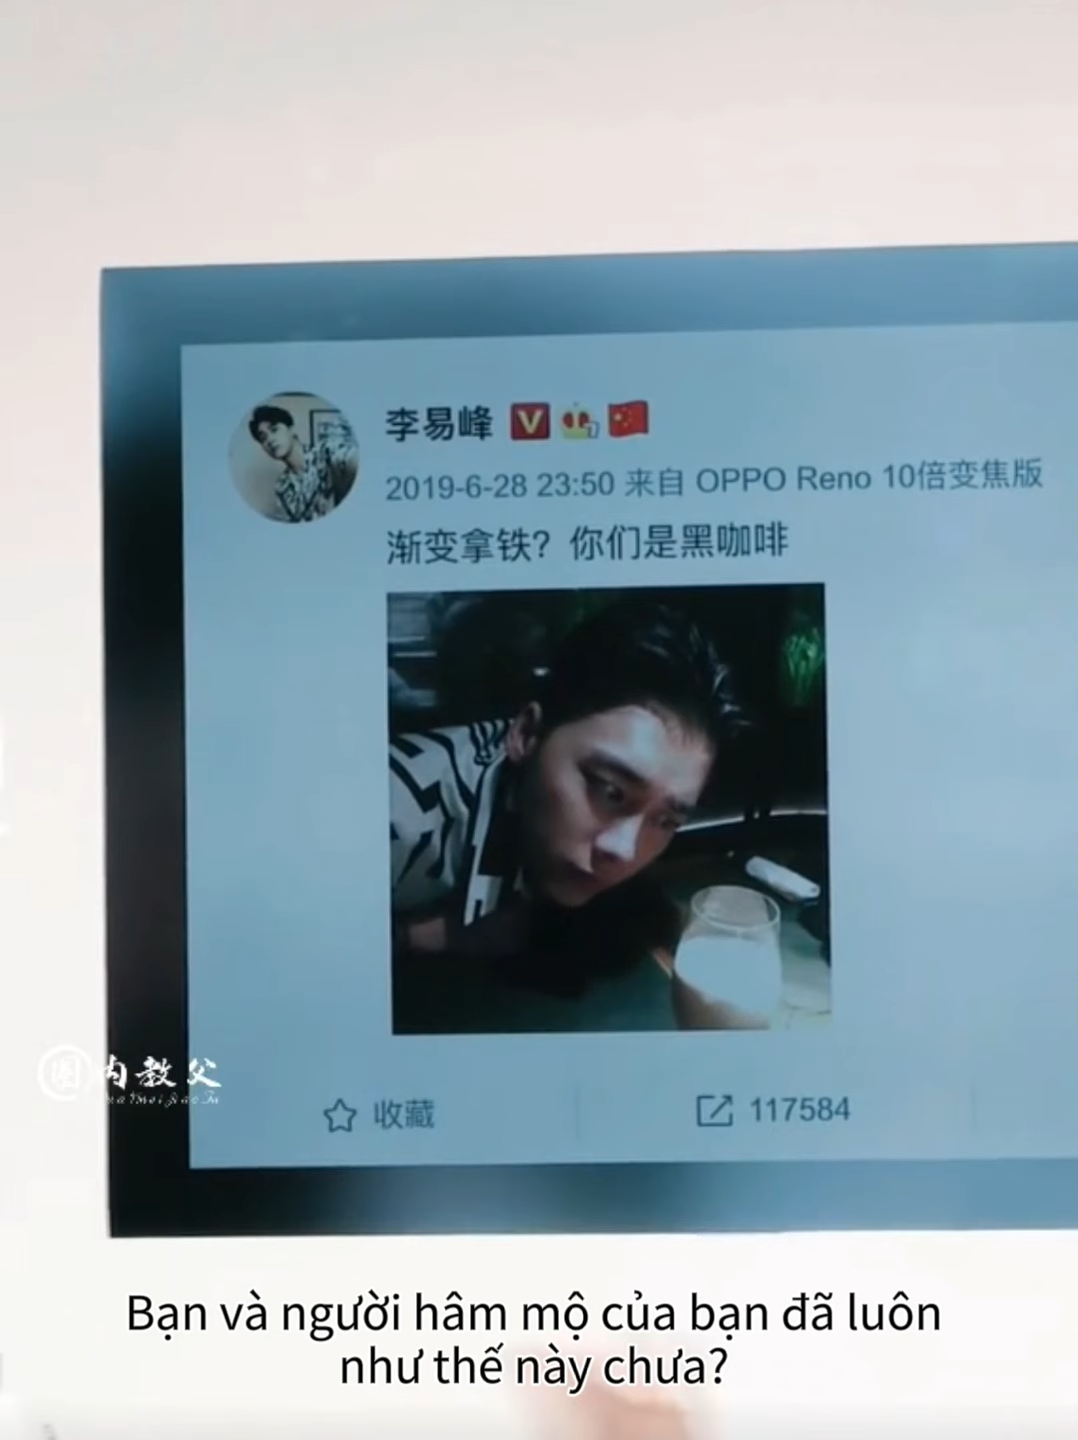 李易峰
2019-6-28 23:50 来自 OPPO Reno 10倍变焦版
渐变拿铁？你们是黑咖啡
圈内教父
收藏
117584
Bạn và người hâm mộ của bạn đã luôn
như thế này chưa?